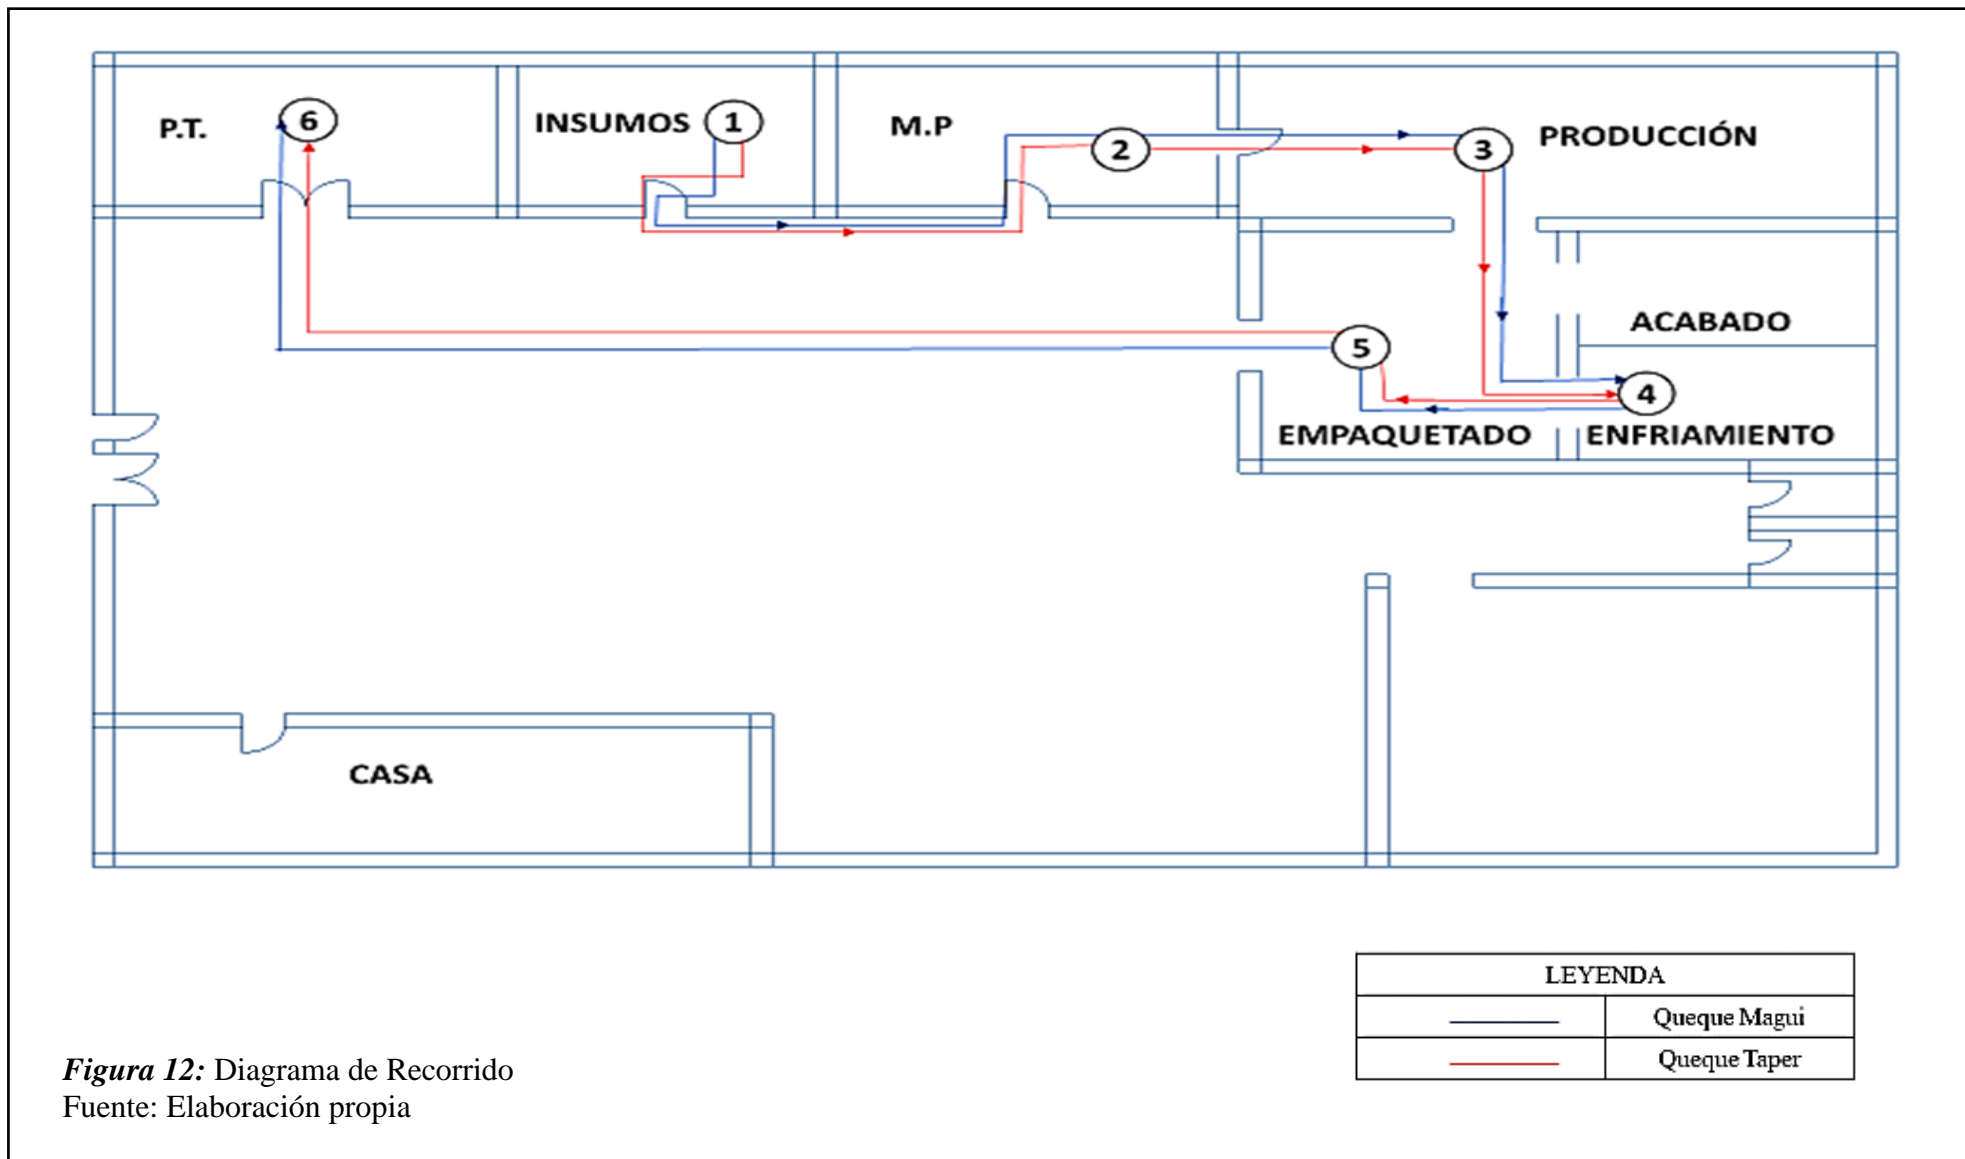 P.T.
6
INSUMOS
1
M.P
2
3
PRODUCCIÓN
ACABADO
5
4
EMPAQUETADO
ENFRIAMIENTO
CASA
LEYENDA
Queque Magui
Queque Taper
Figura 12: Diagrama de Recorrido
Fuente: Elaboración propia